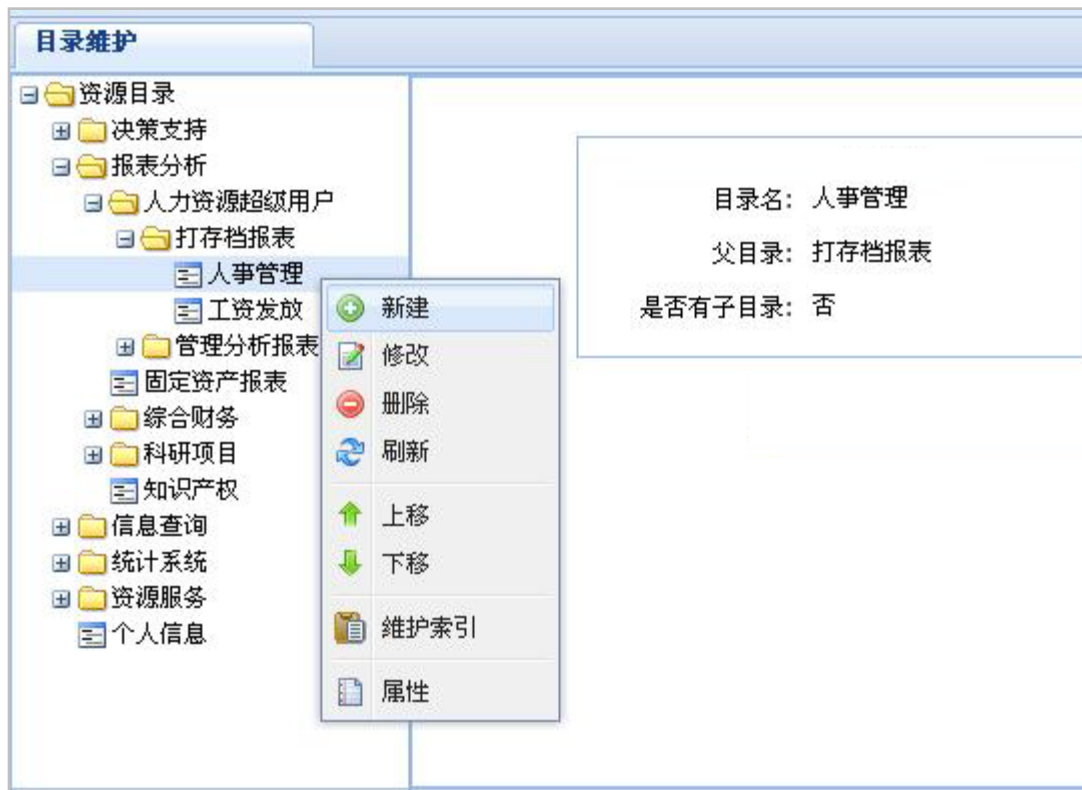 目录维护
资源目录
决策支持
报表分析
人力资源超级用户
打存档报表
人事管理
工资发放
管理分析报表
固定资产报表
综合财务
科研项目
知识产权
信息查询
统计系统
资源服务
个人信息
新建
修改
删除
刷新
上移
下移
维护索引
属性
目录名: 人事管理
父目录: 打存档报表
是否有子目录: 否